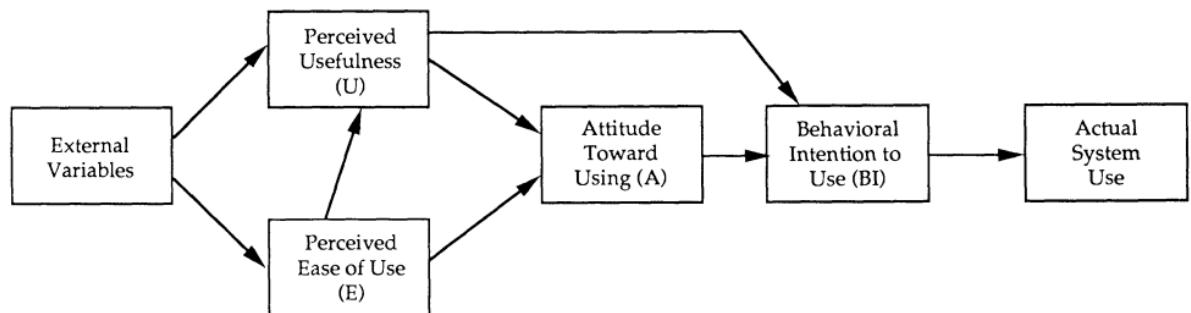 Perceived
Usefulness
(U)
External
Variables
Perceived
Ease of Use
(E)
Attitude
Toward
Using (A)
Behavioral
Intention to
Use (BI)
Actual
System
Use